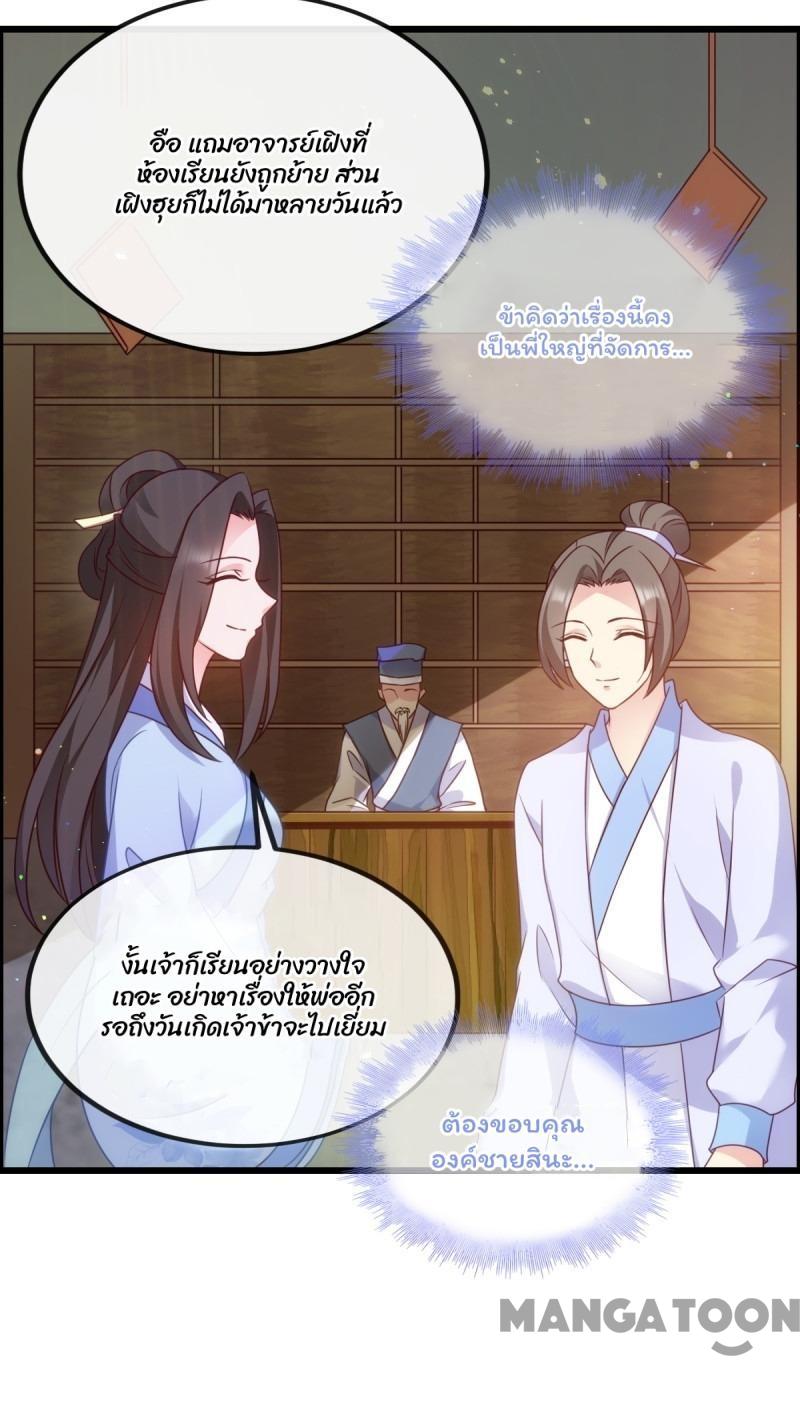 อือ แถมอาจารย์เฝิงที่
ห้องเรียนยังถูกย้าย ส่วน
เฝิงฮุยก็ไม่ได้มาหลายวันแล้ว
ข้าคิดว่าเรื่องนี้คง
เป็นพี่ใหญ่ที่จัดการ...
งั้นเจ้าก็เรียนอย่างวางใจ
เถอะ อย่าหาเรื่องให้พ่ออีก
รอถึงวันเกิดเจ้าข้าจะไปเยี่ยม
ต้องขอบคุณ
องค์ชายสินะ...
MANGATOON